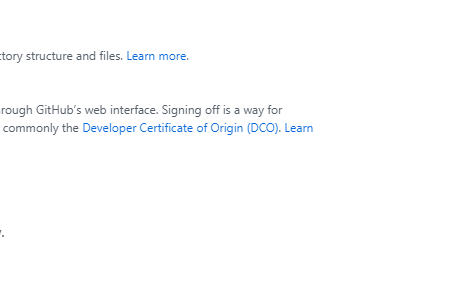 tory structure and files. Learn more.
rough GitHub's web interface. Signing off is a way for
commonly the Developer Certificate of Origin (DCO). Learn
.